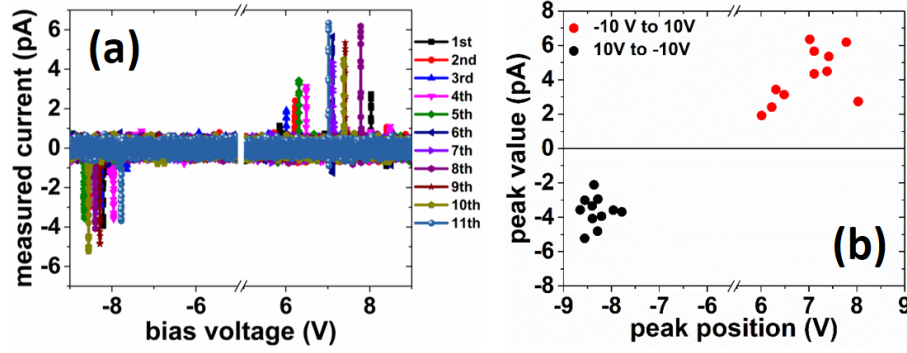 (a)
measured current (pA)
6
4
2
0
-2
-4
-6
-8
-6
6
8
bias voltage (V)
1st
2nd
3rd
4th
5th
6th
7th
8th
9th
10th
11th
(b)
peak value (pA)
8
6
4
2
0
-2
-4
-6
-8
-9
-8
-7
-6
6
7
8
9
peak position (V)
-10 V to 10V
10V to -10V